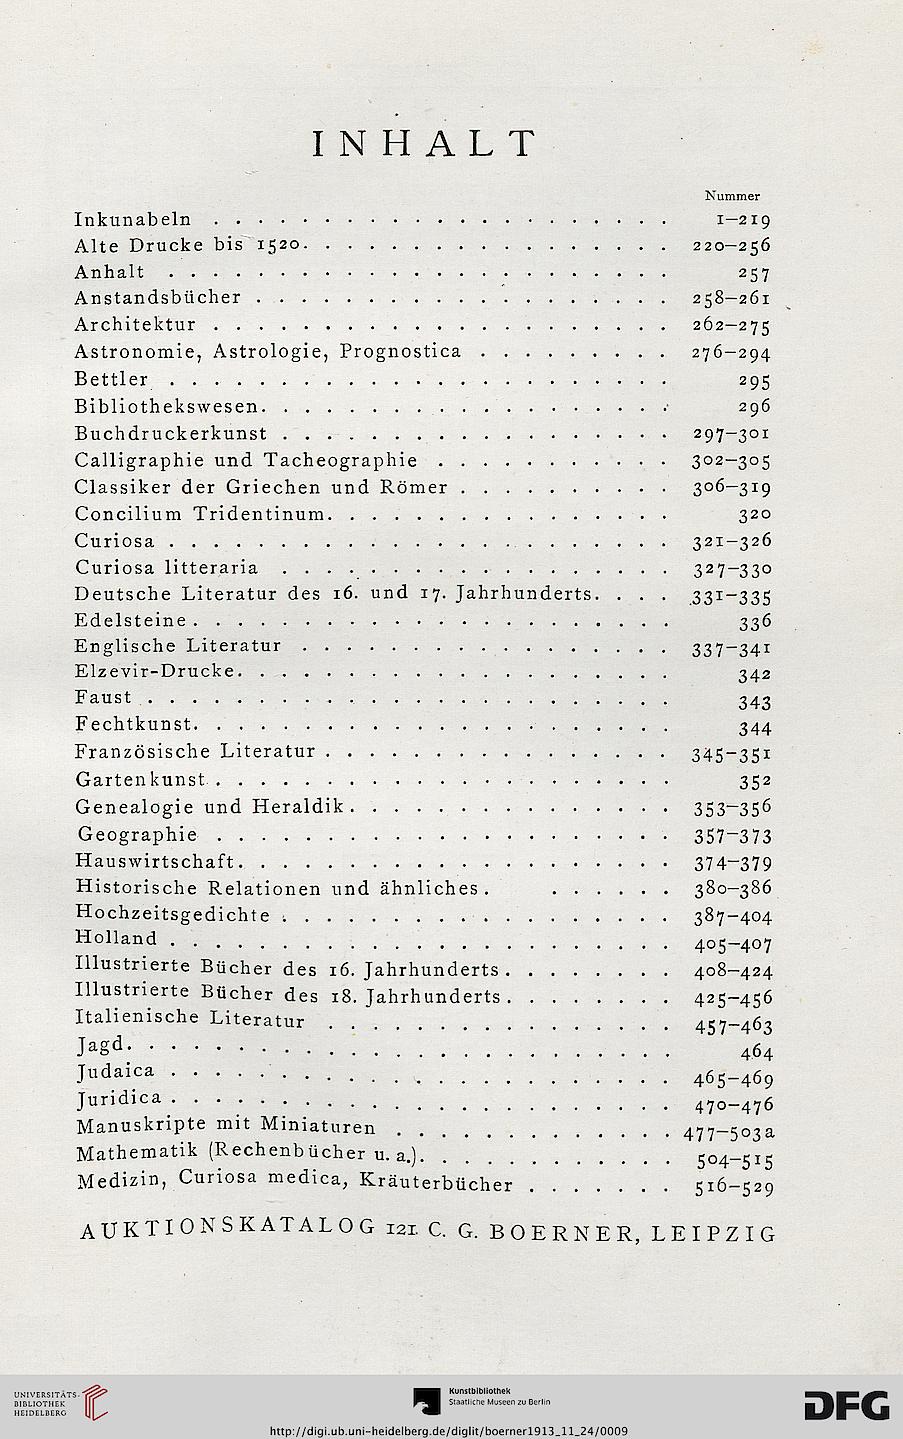 INHALT
Nummer
Inkunabeln . . . . . . . . . . . . . . . . . . . . . 1–219
Alte Drucke bis 1520. . . . . . . . . . . . . . . . . 220–256
Anhalt . . . . . . . . . . . . . . . . . . . . . . . 257
Anstandsbücher . . . . . . . . . . . . . . . . . . . 258–261
Architektur . . . . . . . . . . . . . . . . . . . . . 262–275
Astronomie, Astrologie, Prognostica . . . . . . . . . 276–294
Bettler . . . . . . . . . . . . . . . . . . . . . . . 295
Bibliothekswesen. . . . . . . . . . . . . . . . . . . 296
Buchdruckerkunst . . . . . . . . . . . . . . . . . . 297–301
Calligraphie und Tacheographie . . . . . . . . . . . 302–305
Classiker der Griechen und Römer . . . . . . . . . . 306–319
Concilium Tridentinum. . . . . . . . . . . . . . . . 320
Curiosa . . . . . . . . . . . . . . . . . . . . . . . 321–326
Curiosa litteraria . . . . . . . . . . . . . . . . . . 327–330
Deutsche Literatur des 16. und 17. Jahrhunderts. . . . 331–335
Edelsteine . . . . . . . . . . . . . . . . . . . . . . 336
Englische Literatur . . . . . . . . . . . . . . . . . 337–341
Elzevir-Drucke. . . . . . . . . . . . . . . . . . . . 342
Faust . . . . . . . . . . . . . . . . . . . . . . . . 343
Fechtkunst. . . . . . . . . . . . . . . . . . . . . . 344
Französische Literatur . . . . . . . . . . . . . . . . 345–351
Gartenkunst . . . . . . . . . . . . . . . . . . . . . 352
Genealogie und Heraldik. . . . . . . . . . . . . . . 353–356
Geographie . . . . . . . . . . . . . . . . . . . . . 357–373
Hauswirtschaft. . . . . . . . . . . . . . . . . . . . 374–379
Historische Relationen und ähnliches. . . . . . . 380–386
Hochzeitsgedichte . . . . . . . . . . . . . . . . . . 387–404
Holland . . . . . . . . . . . . . . . . . . . . . . . 405–407
Illustrierte Bücher des 16. Jahrhunderts. . . . . . . . 408–424
Illustrierte Bücher des 18. Jahrhunderts. . . . . . . . 425–456
Italienische Literatur . . . . . . . . . . . . . . . . 457–463
Jagd. . . . . . . . . . . . . . . . . . . . . . . . . 464
Judaica . . . . . . . . . . . . . . . . . . . . . . . 465–469
Juridica . . . . . . . . . . . . . . . . . . . . . . . 470–476
Manuskripte mit Miniaturen . . . . . . . . . . . . . 477–503a
Mathematik (Rechenbücher u. a.). . . . . . . . . . . . 504–515
Medizin, Curiosa medica, Kräuterbücher . . . . . . . 516–529
AUKTIONSKATALOG 121. C. G. BOERNER, LEIPZIG
UNIVERSITÄTS-
BIBLIOTHEK
HEIDELBERG
Kunstbibliothek
Staatliche Museen zu Berlin
DFG
http://digi.ub.uni-heidelberg.de/diglit/boerner1913_11_24/0009